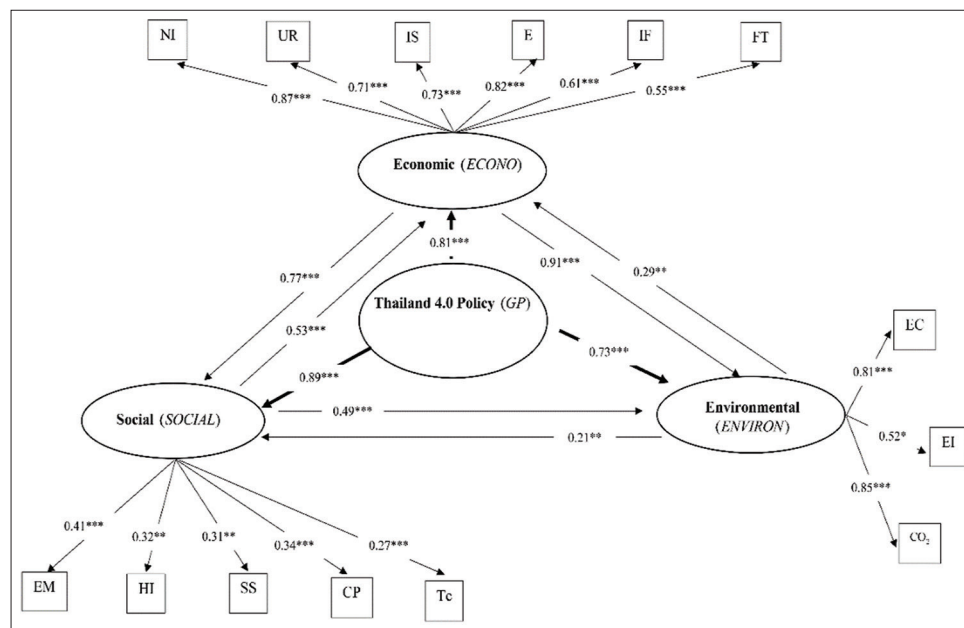 NI UR IS E IF FT
0.87*** 0.71*** 0.73*** 0.82*** 0.61*** 0.55***
Economic (ECONO)
0.81***
0.77***
0.53***
0.91***
0.29**
Thailand 4.0 Policy (GP)
0.89***
0.73***
Social (SOCIAL)
0.49***
0.21**
Environmental
(ENVIRON)
EC
0.81***
0.52*
EI
0.85***
CO₂
0.41*** 0.32** 0.31** 0.34*** 0.27***
EM HI SS CP Tc